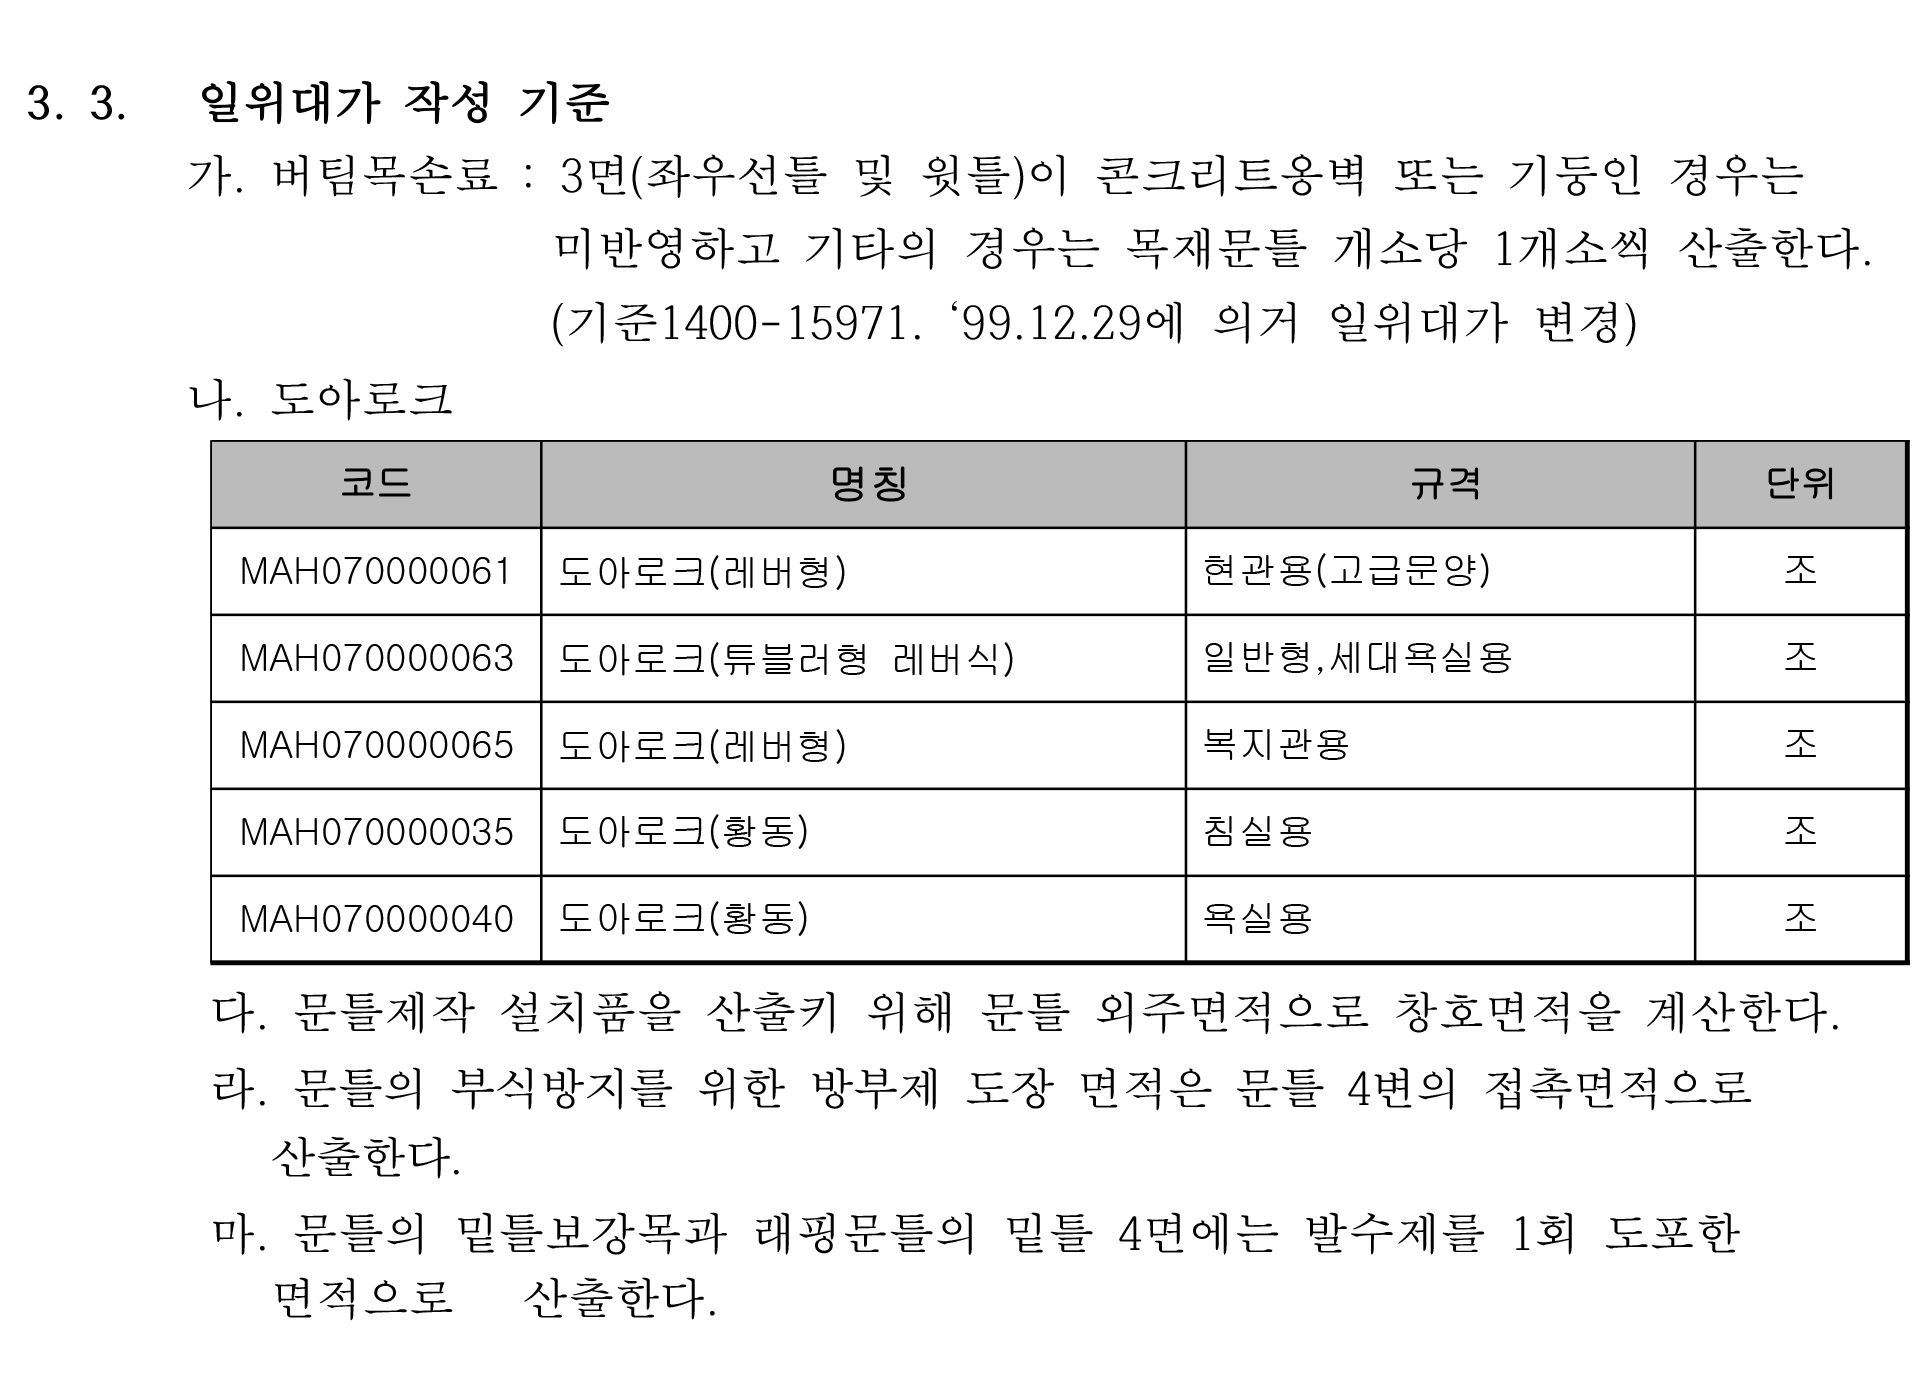 3. 3. 일위대가 작성 기준
가. 버팀목손료 : 3면(좌우선틀 및 윗틀)이 콘크리트옹벽 또는 기둥인 경우는
미반영하고 기타의 경우는 목재문틀 개소당 1개소씩 산출한다.
(기준1400-15971. ‘99.12.29에 의거 일위대가 변경)
나. 도아로크
코드 명칭 규격 단위
MAH070000061 도아로크(레버형) 현관용(고급문양) 조
MAH070000063 도아로크(튜블러형 레버식) 일반형,세대욕실용 조
MAH070000065 도아로크(레버형) 복지관용 조
MAH070000035 도아로크(황동) 침실용 조
MAH070000040 도아로크(황동) 욕실용 조
다. 문틀제작 설치품을 산출키 위해 문틀 외주면적으로 창호면적을 계산한다.
라. 문틀의 부식방지를 위한 방부제 도장 면적은 문틀 4변의 접촉면적으로
산출한다.
마. 문틀의 밑틀보강목과 래핑문틀의 밑틀 4면에는 발수제를 1회 도포한
면적으로 산출한다.